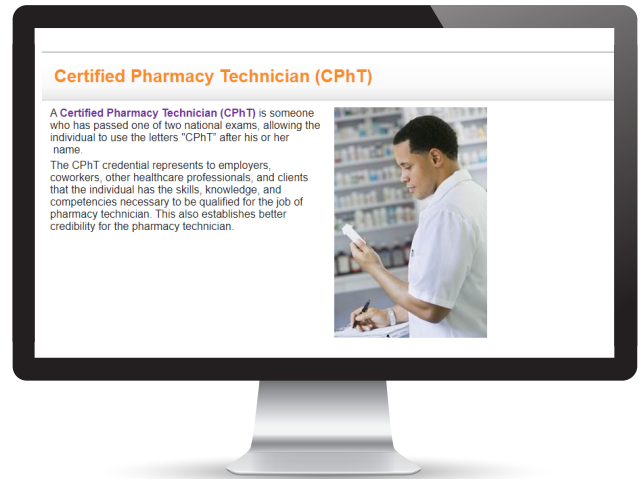 Certified Pharmacy Technician (CPhT)
A Certified Pharmacy Technician (CPhT) is someone
who has passed one of two national exams, allowing the
individual to use the letters "CPhT" after his or her
name.
The CPhT credential represents to employers,
coworkers, other healthcare professionals, and clients
that the individual has the skills, knowledge, and
competencies necessary to be qualified for the job of
pharmacy technician. This also establishes better
credibility for the pharmacy technician.